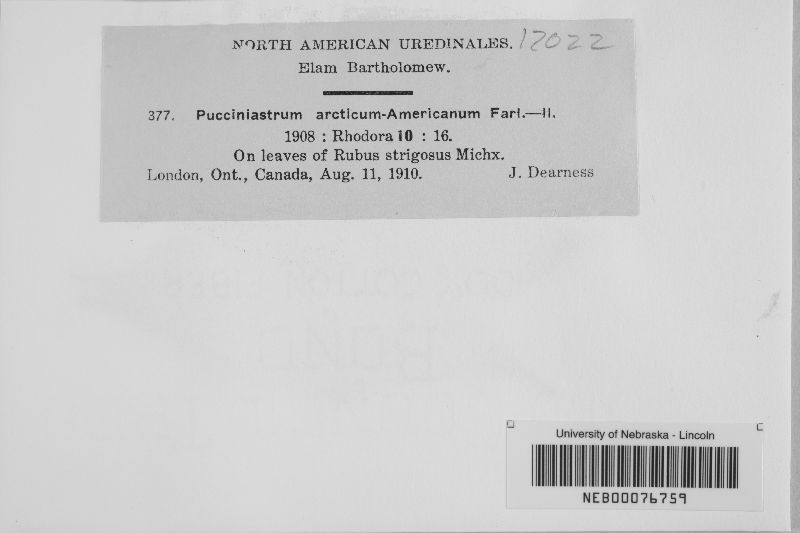 NORTH AMERICAN UREDINALES. 17022
Elam Bartholomew.
377. Pucciniastrum arcticum-Americanum Farl.—II.
1908 : Rhodora 10 : 16.
On leaves of Rubus strigosus Michx.
London, Ont., Canada, Aug. 11, 1910. J. Dearness
University of Nebraska - Lincoln
NEB00076759